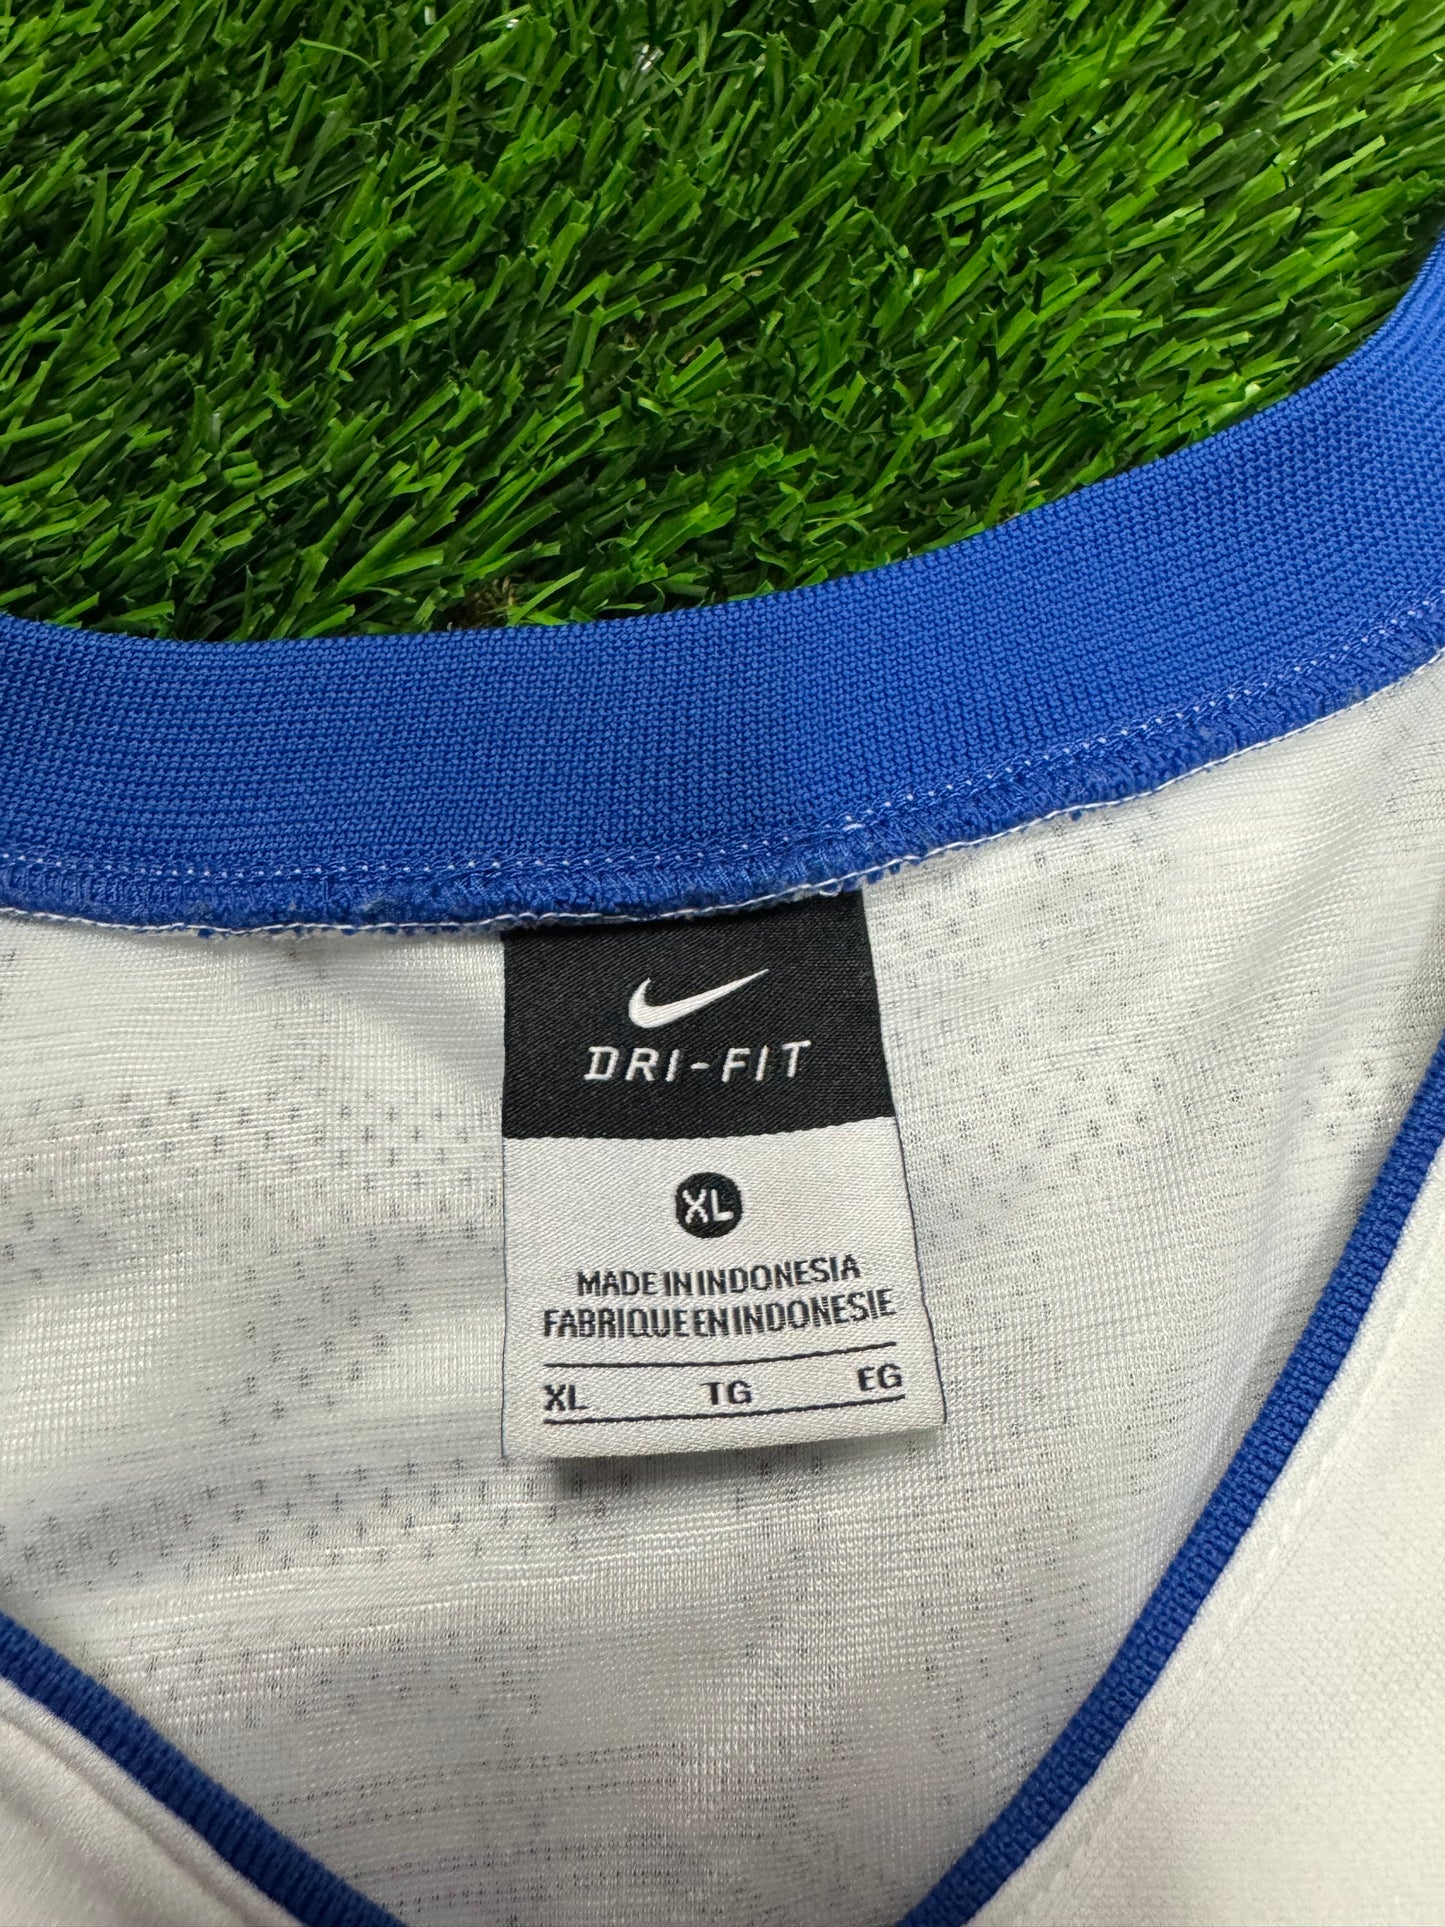 DRI-FIT
XL
MADE IN INDONESIA
FABRIQUE EN INDONESIE
XL TG EG